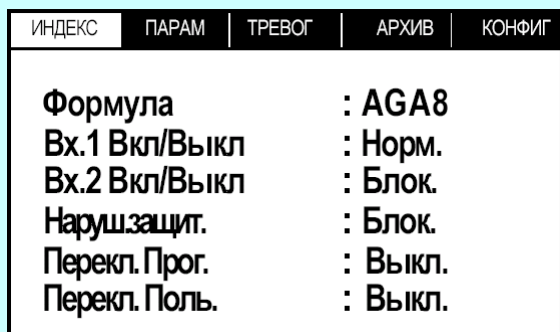 ИНДЕКС ПАРАМ ТРЕВОГ АРХИВ КОНФИГ
Формула : AGA8
Вх.1 Вкл/Выкл : Норм.
Вх.2 Вкл/Выкл : Блок.
Наруш.защит. : Блок.
Перекл. Прог. : Выкл.
Перекл. Поль. : Выкл.